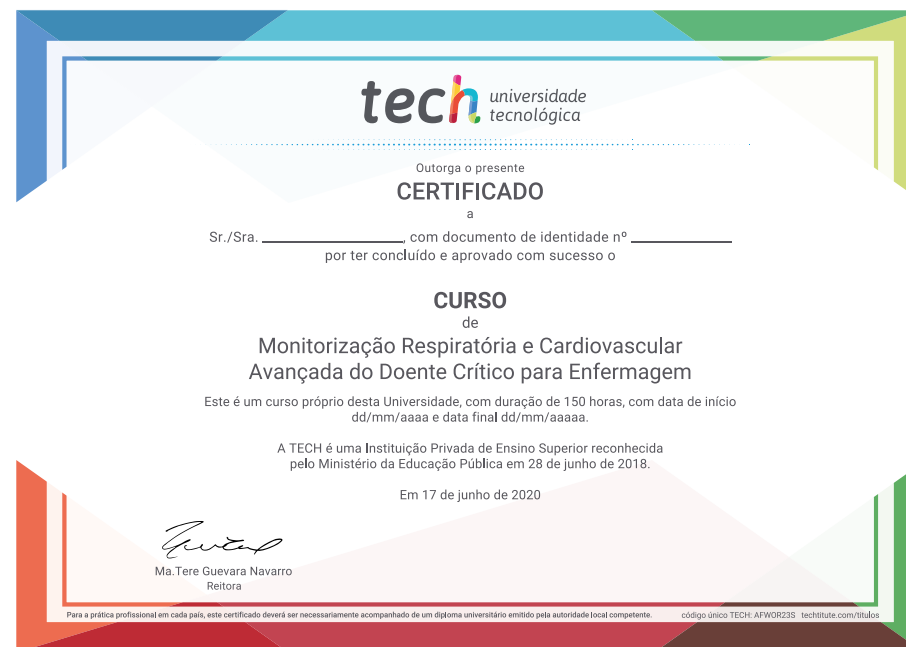 tech universidade
tecnológica
Outorga o presente
CERTIFICADO
a
Sr./Sra. ____________, com documento de identidade nº ____________
por ter concluído e aprovado com sucesso o
CURSO
de
Monitorização Respiratória e Cardiovascular
Avançada do Doente Crítico para Enfermagem
Este é um curso próprio desta Universidade, com duração de 150 horas, com data de início
dd/mm/aaaa e data final dd/mm/aaaaa.
A TECH é uma Instituição Privada de Ensino Superior reconhecida
pelo Ministério da Educação Pública em 28 de junho de 2018.
Em 17 de junho de 2020
Ma.Tere Guevara Navarro
Reitora
Para a prática profissional em cada país, este certificado deverá ser necessariamente acompanhado de um diploma universitário emitido pela autoridade local competente. código único TECH: AFWOR23S techtitute.com/titulos